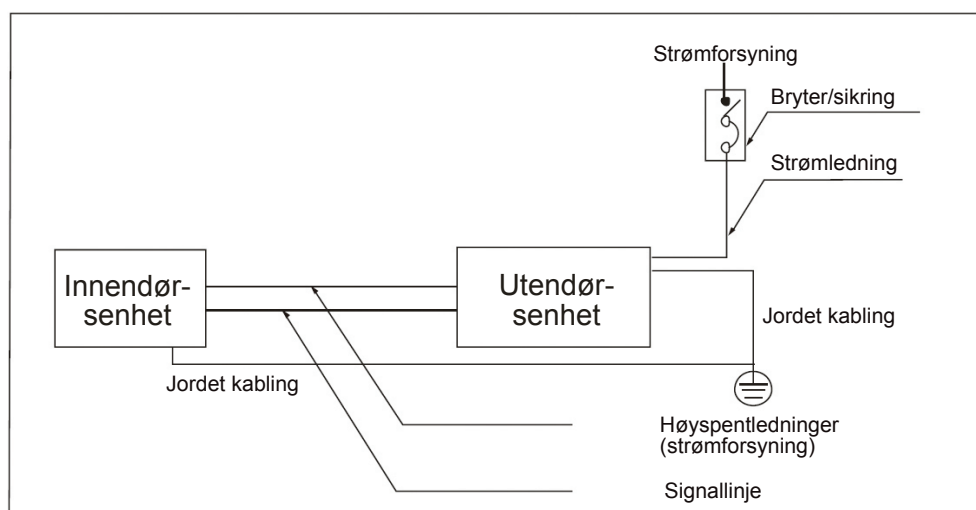 Strømforsyning
Bryter/sikring
Strømledning
Innendør-
senhet
Utendør-
senhet
Jordet kabling
Jordet kabling
Høyspentledninger
(strømforsyning)
Signallinje